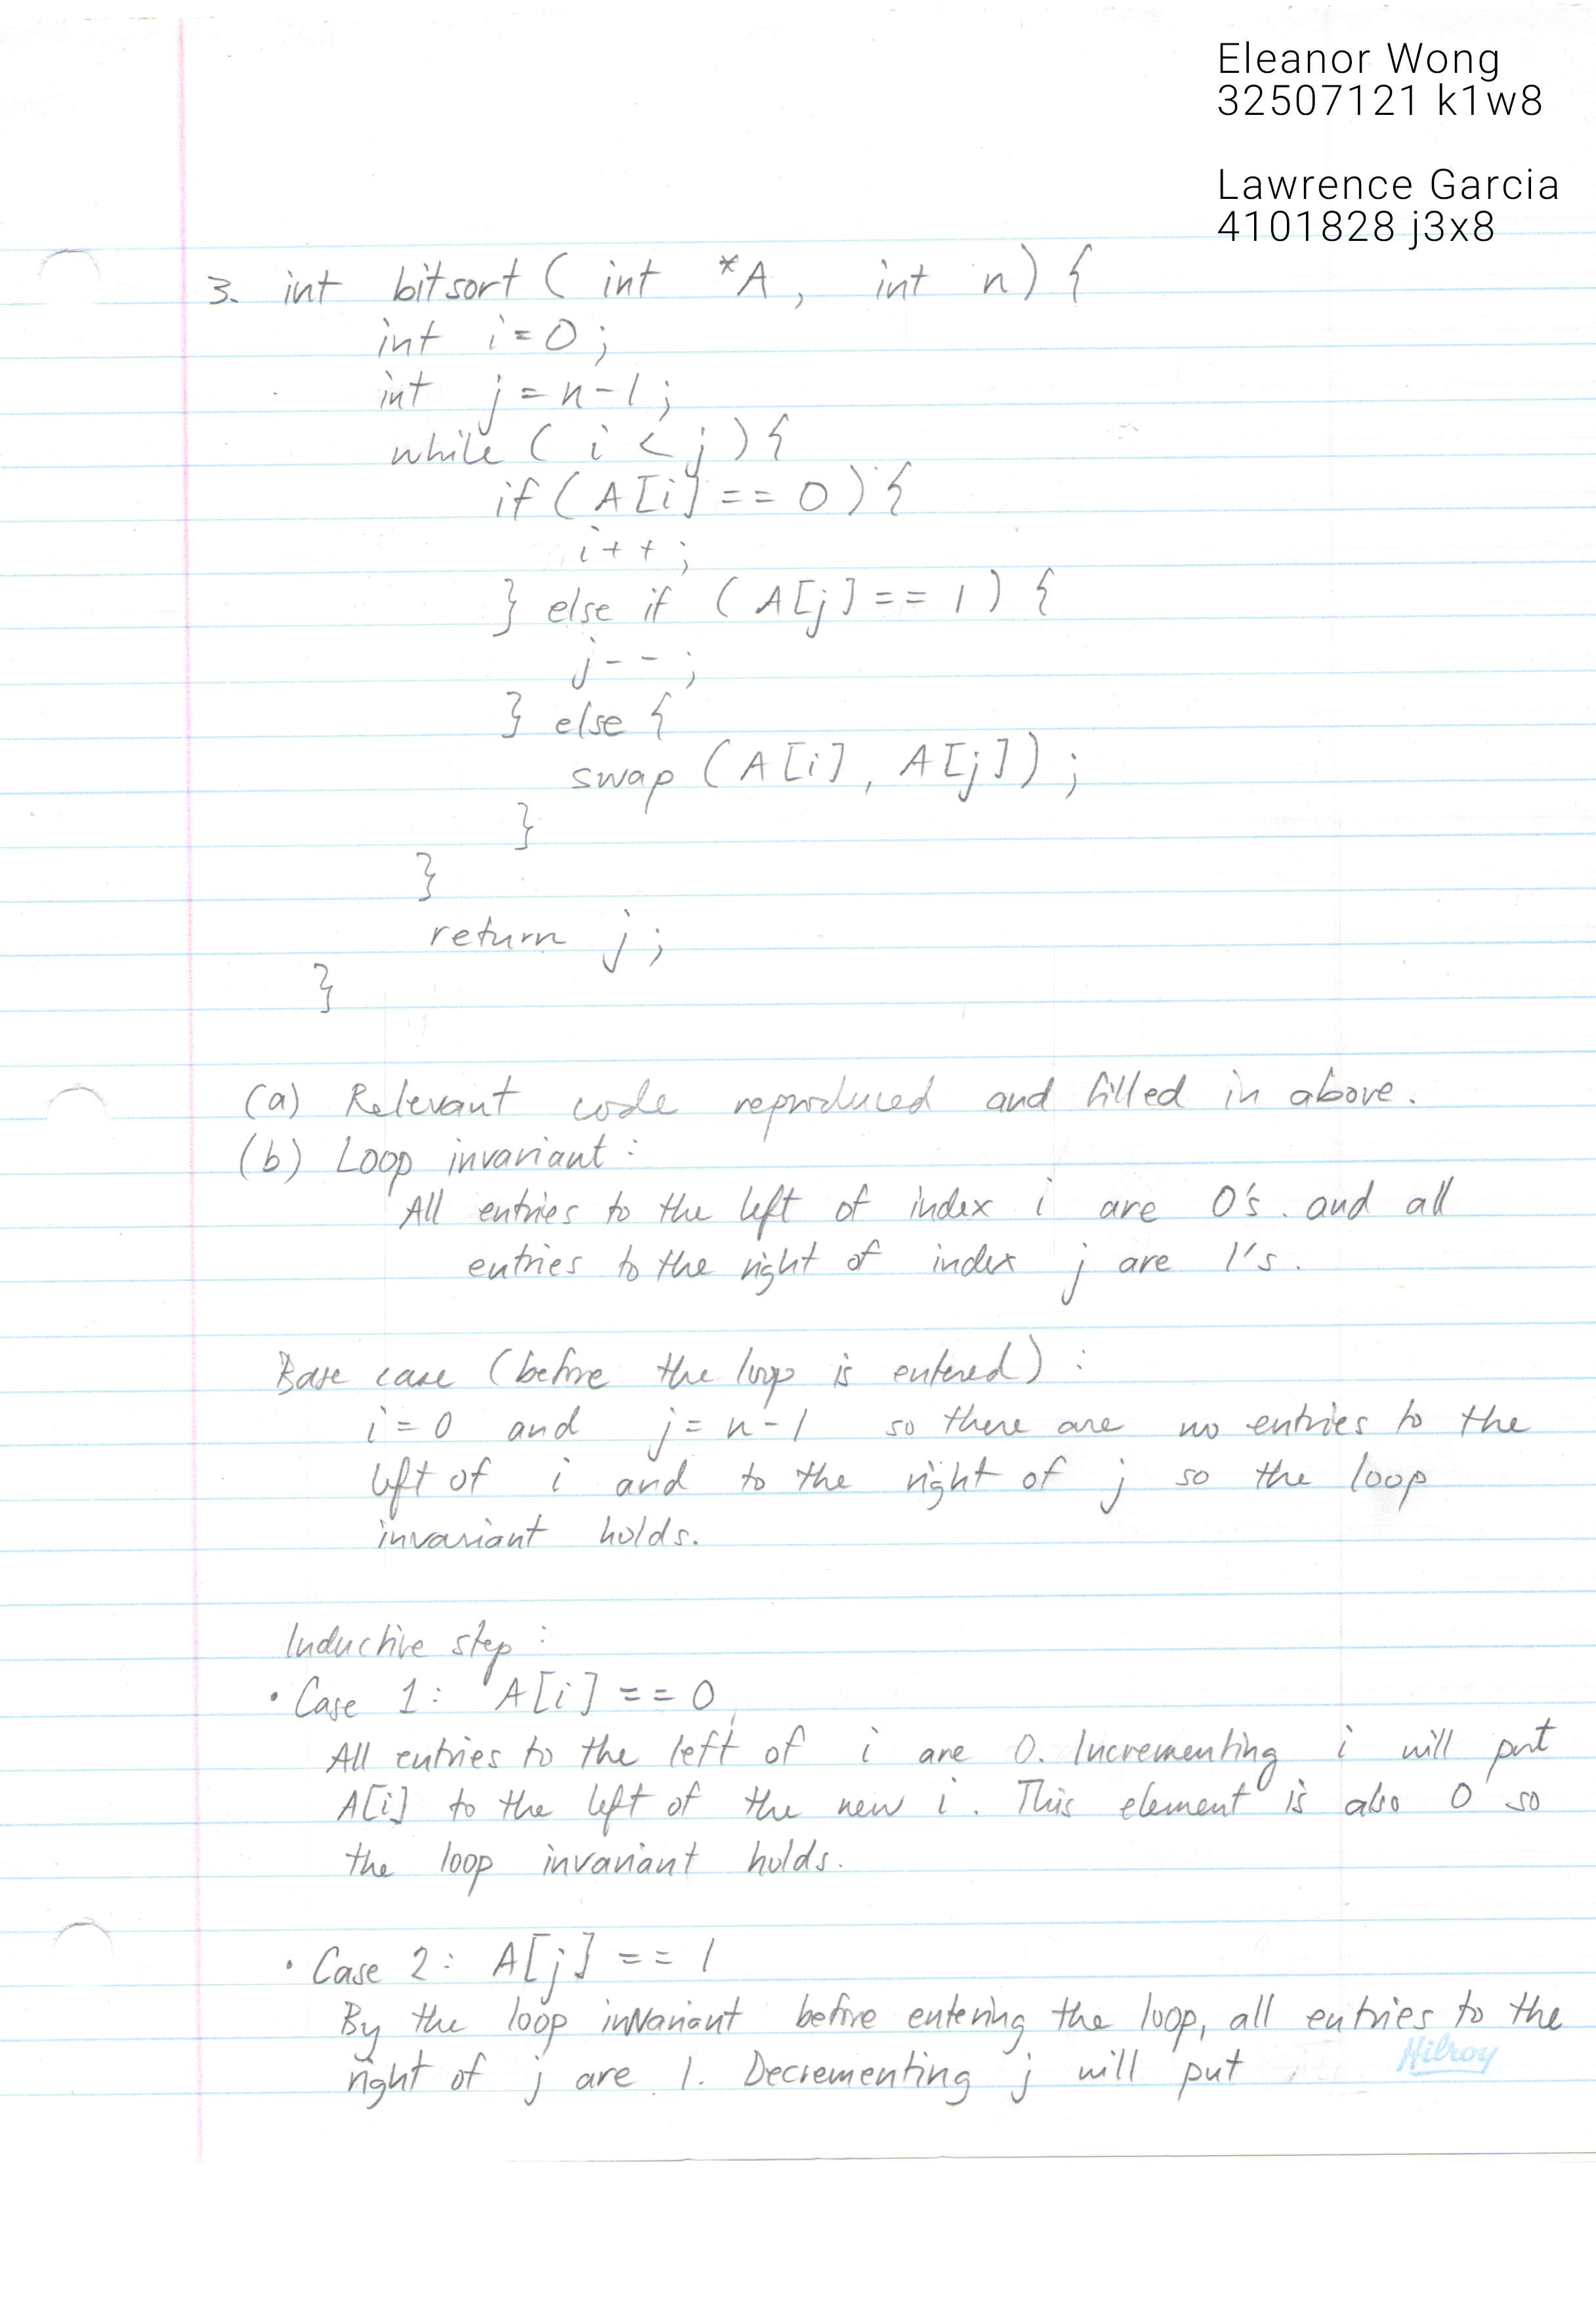 Eleanor Wong
32507121 k1w8
Lawrence Garcia
4101828 j3x8
3. int bitsort ( int *A, int n) {
int i = 0 ;
int j = n - 1 ;
while ( i < j ) {
if ( A[i] == 0 ) {
i + + ;
} else if ( A[j] == 1 ) {
j - - ;
} else {
swap ( A[i] , A[j] ) ;
}
}
return j ;
}
(a) Relevant code reproduced and filled in above.
(b) Loop invariant :
All entries to the left of index i are 0's . and all
entries to the right of index j are 1's .
Base case (before the loop is entered) :
i = 0 and j = n - 1 so there are no entries to the
left of i and to the right of j so the loop
invariant holds.
Inductive step :
• Case 1 : A[i] == 0
All entries to the left of i are 0. Incrementing i will put
A[i] to the left of the new i . This element is also 0 so
the loop invariant holds.
• Case 2 : A[j] == 1
By the loop invariant before entering the loop, all entries to the
right of j are 1. Decrementing j will put
Hilroy